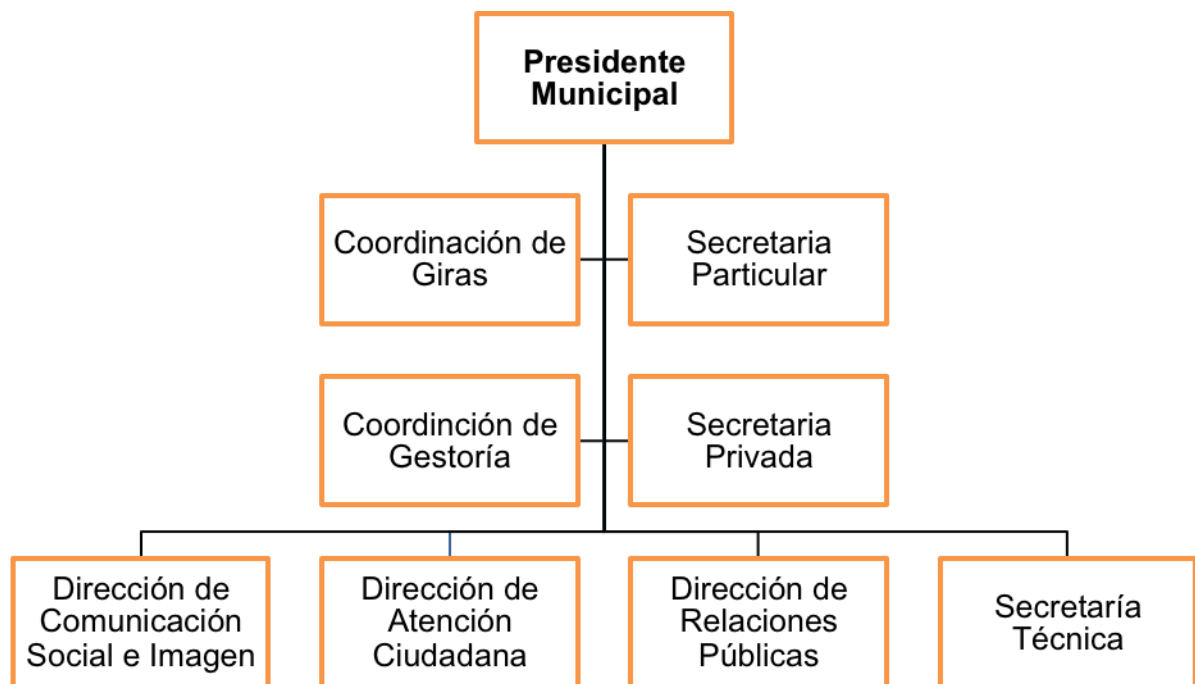 Presidente
Municipal
Coordinación de
Giras
Secretaria
Particular
Coordinción de
Gestoría
Secretaria
Privada
Dirección de
Comunicación
Social e Imagen
Dirección de
Atención
Ciudadana
Dirección de
Relaciones
Públicas
Secretaría
Técnica